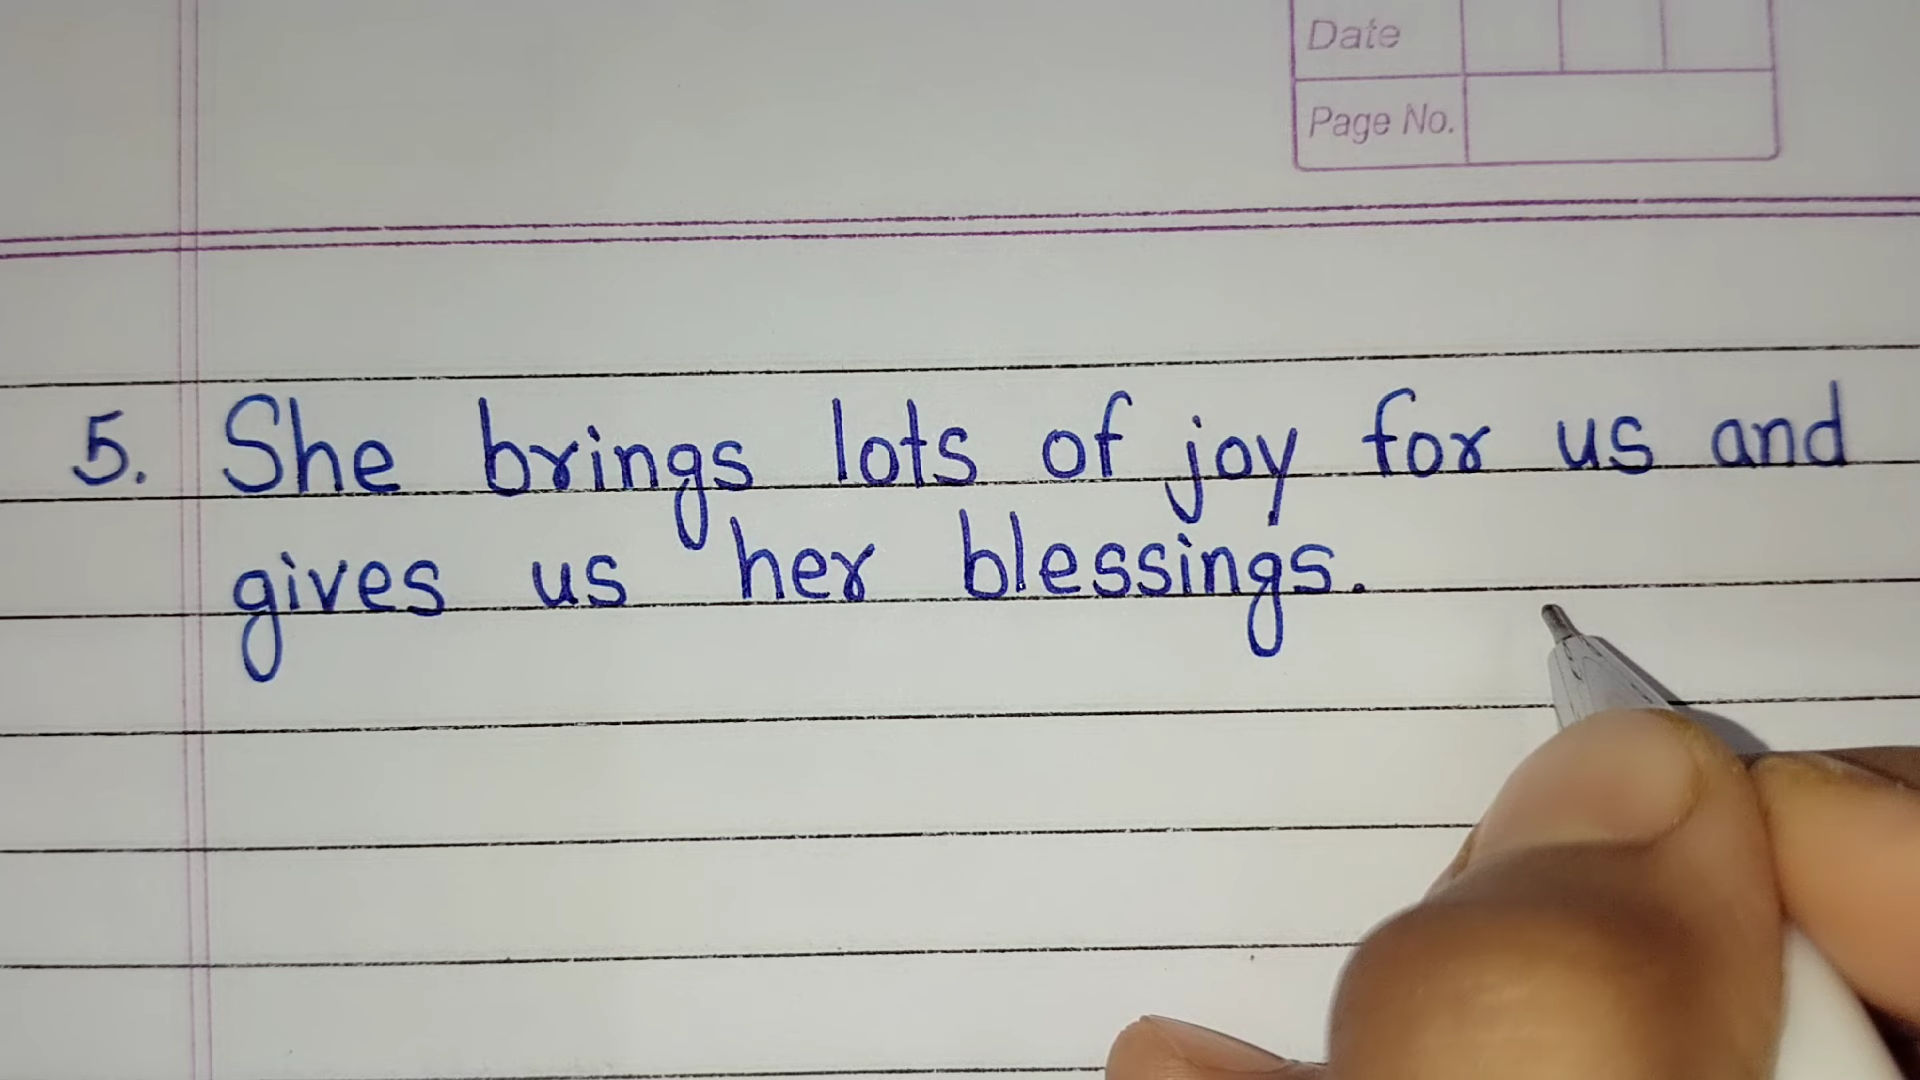 Date
Page No.
5. She brings lots of joy for us and
gives us her blessings.